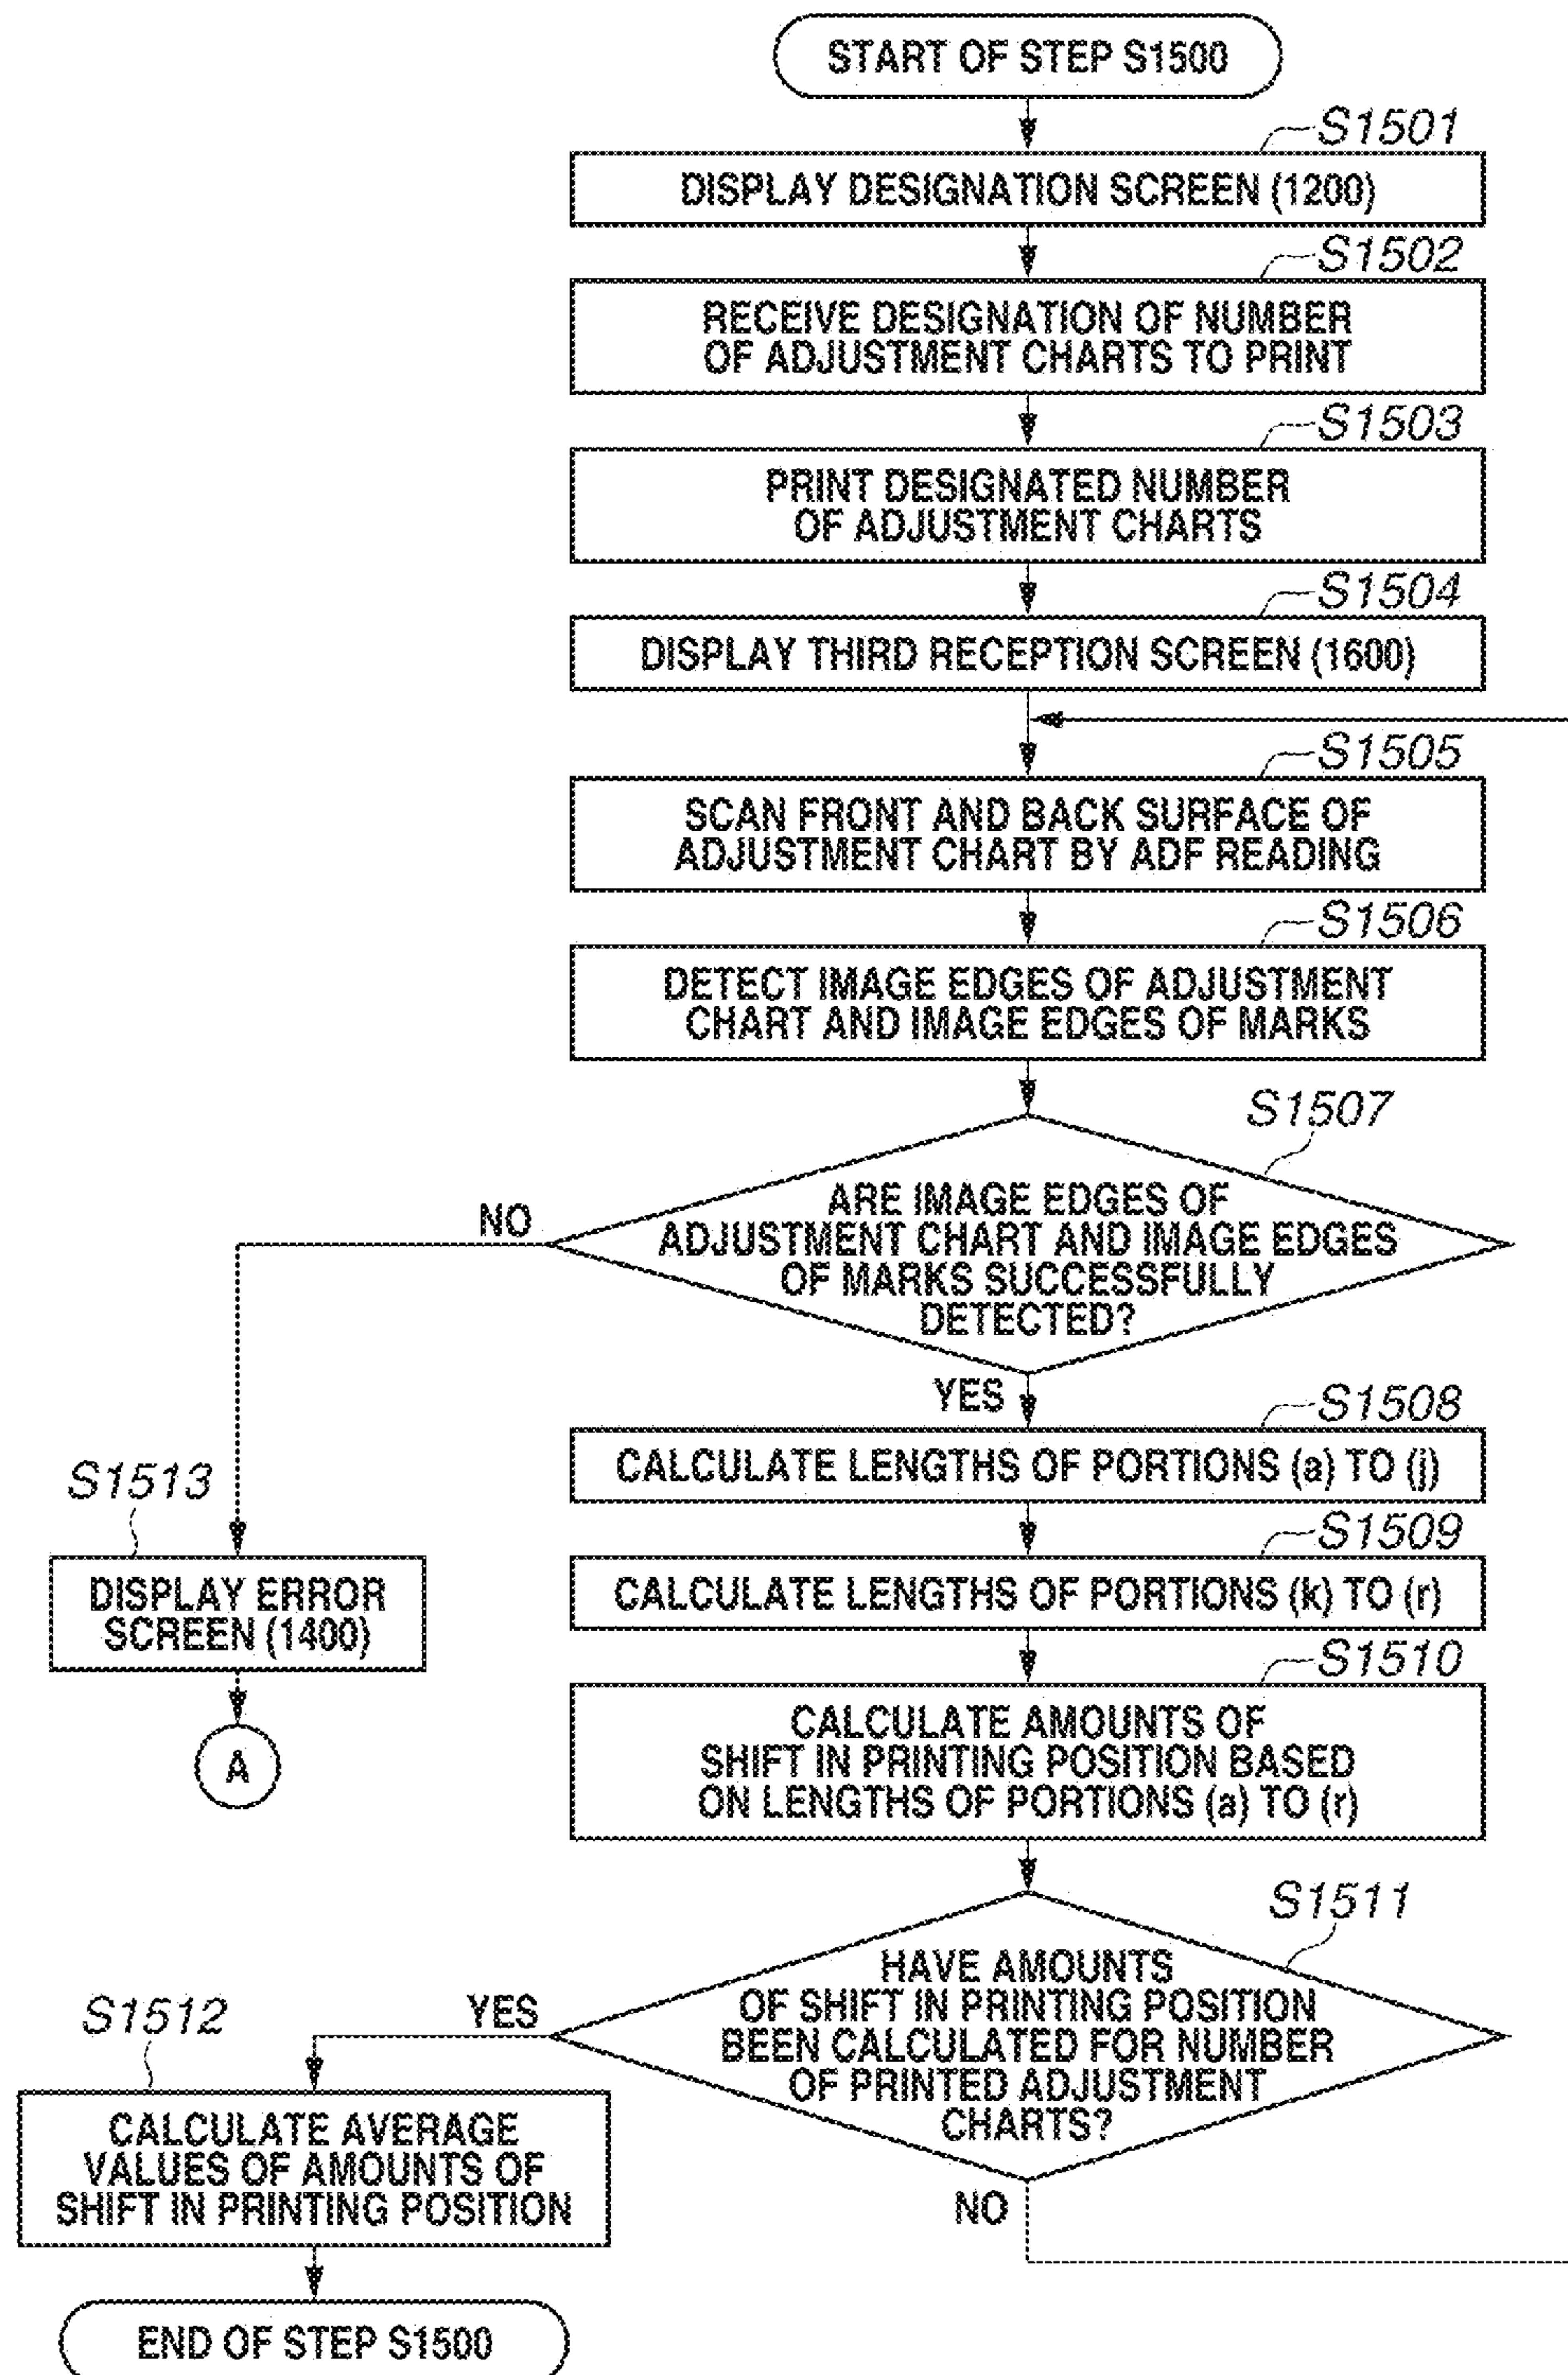 START OF STEP S1500
S1501
DISPLAY DESIGNATION SCREEN (1200)
S1502
RECEIVE DESIGNATION OF NUMBER
OF ADJUSTMENT CHARTS TO PRINT
S1503
PRINT DESIGNATED NUMBER
OF ADJUSTMENT CHARTS
S1504
DISPLAY THIRD RECEPTION SCREEN (1600)
S1505
SCAN FRONT AND BACK SURFACE OF
ADJUSTMENT CHART BY ADF READING
S1506
DETECT IMAGE EDGES OF ADJUSTMENT
CHART AND IMAGE EDGES OF MARKS
S1507
ARE IMAGE EDGES OF
ADJUSTMENT CHART AND IMAGE EDGES
OF MARKS SUCCESSFULLY
DETECTED?
NO
YES
S1508
CALCULATE LENGTHS OF PORTIONS (a) TO (j)
S1513
DISPLAY ERROR
SCREEN (1400)
A
S1509
CALCULATE LENGTHS OF PORTIONS (k) TO (r)
S1510
CALCULATE AMOUNTS OF
SHIFT IN PRINTING POSITION BASED
ON LENGTHS OF PORTIONS (a) TO (r)
S1511
HAVE AMOUNTS
OF SHIFT IN PRINTING POSITION
BEEN CALCULATED FOR NUMBER
OF PRINTED ADJUSTMENT
CHARTS?
YES
NO
S1512
CALCULATE AVERAGE
VALUES OF AMOUNTS OF
SHIFT IN PRINTING POSITION
END OF STEP S1500